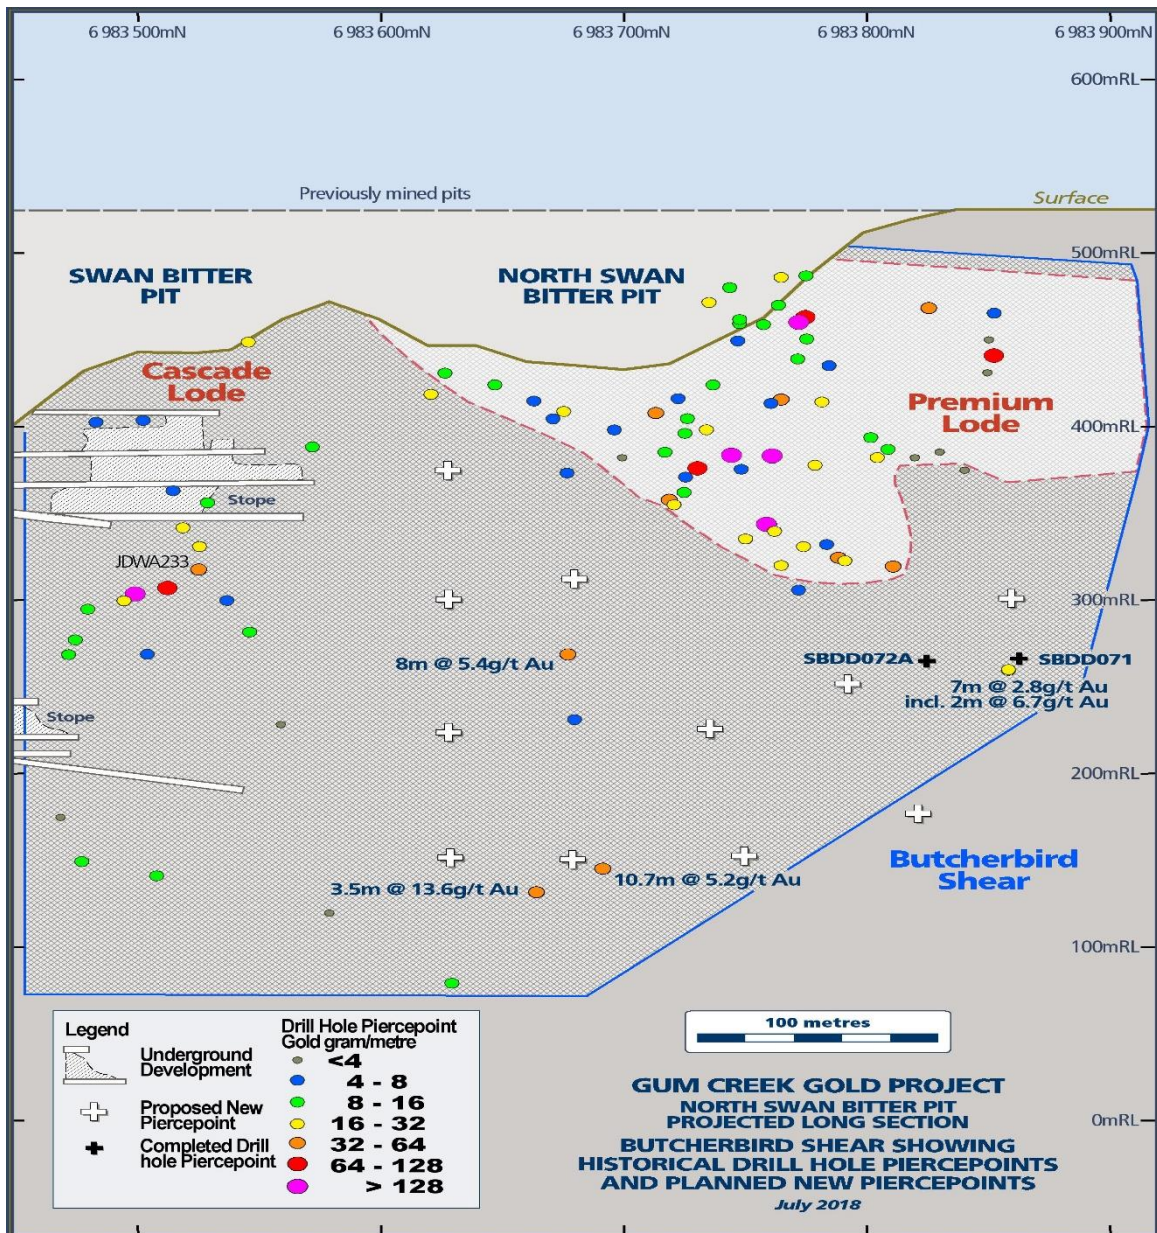 6 983 500mN
6 983 600mN
6 983 700mN
6 983 800mN
6 983 900mN
600mRL
Previously mined pits
Surface
500mRL
SWAN BITTER
PIT
NORTH SWAN
BITTER PIT
Cascade
Lode
Premium
Lode
400mRL
Stope
JDWA233
300mRL
8m @ 5.4g/t Au
SBDD072A
SBDD071
7m @ 2.8g/t Au
incl. 2m @ 6.7g/t Au
Stope
200mRL
Butcherbird
Shear
3.5m @ 13.6g/t Au
10.7m @ 5.2g/t Au
100mRL
Legend
Underground
Development
Proposed New
Piercepoint
Completed Drill
hole Piercepoint
Drill Hole Piercepoint
Gold gram/metre
<4
4 - 8
8 - 16
16 - 32
32 - 64
64 - 128
> 128
100 metres
GUM CREEK GOLD PROJECT
NORTH SWAN BITTER PIT
PROJECTED LONG SECTION
BUTCHERBIRD SHEAR SHOWING
HISTORICAL DRILL HOLE PIERCEPOINTS
AND PLANNED NEW PIERCEPOINTS
July 2018
0mRL